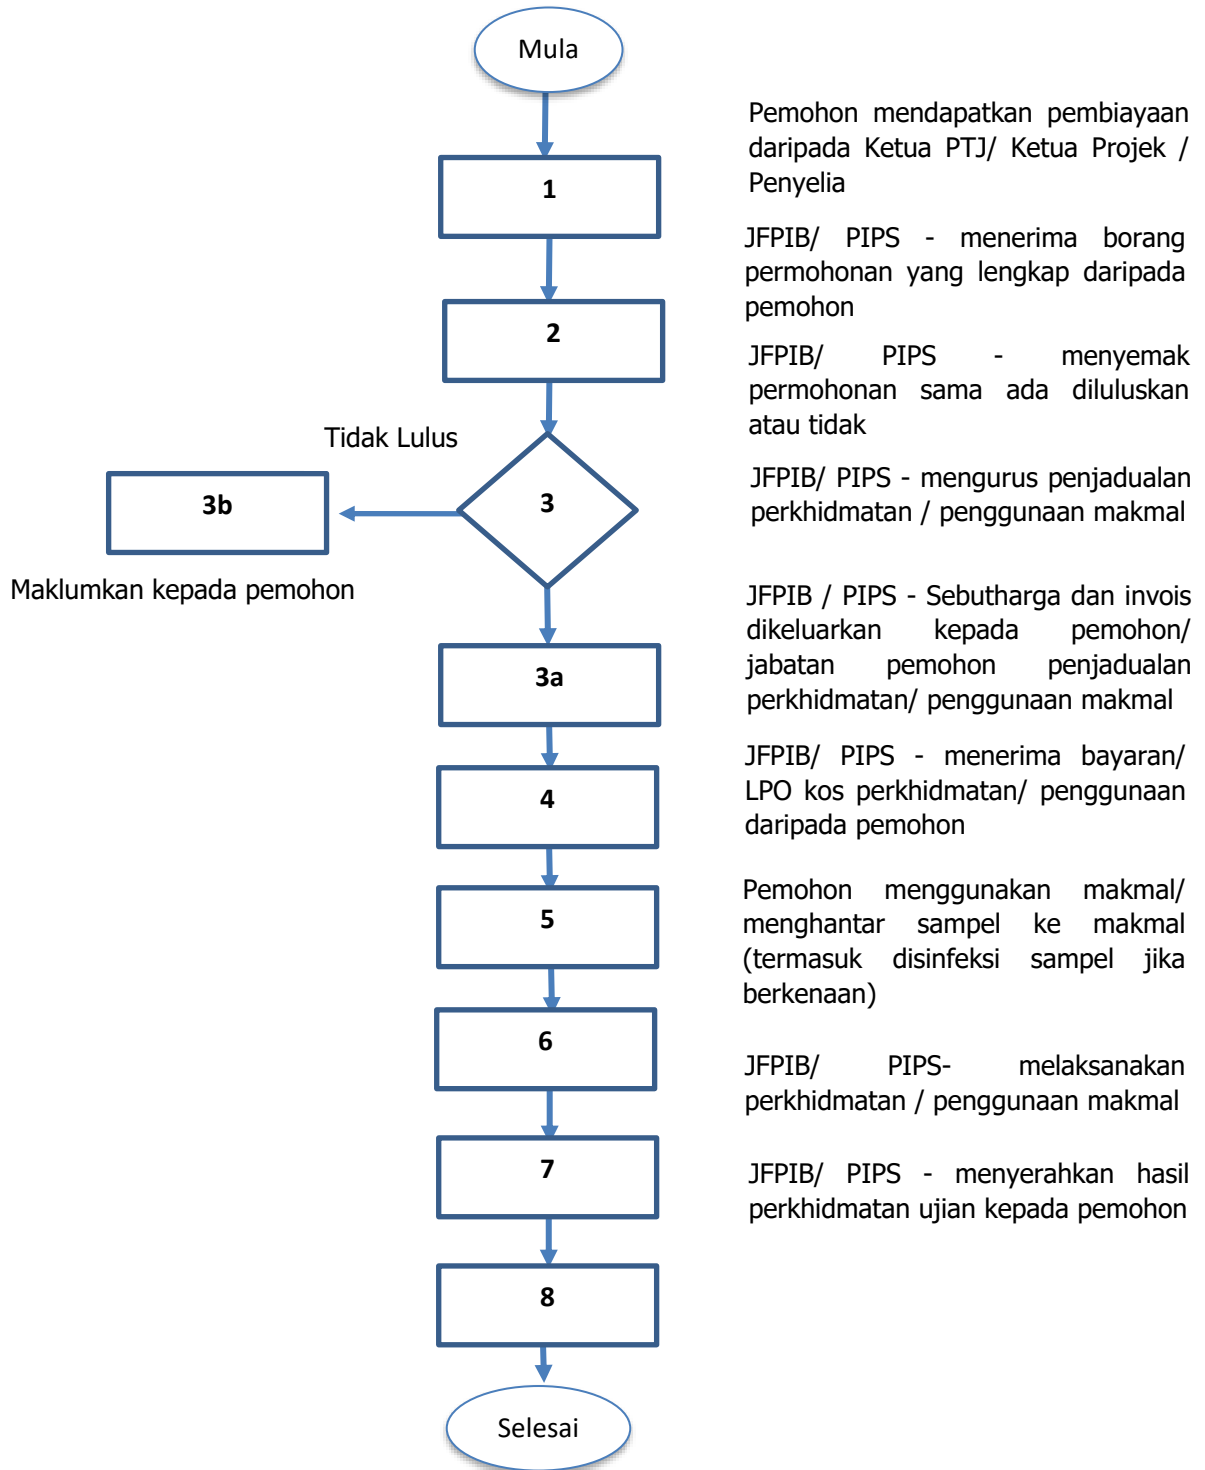 Mula
Pemohon mendapatkan pembiayaan
daripada Ketua PTJ/ Ketua Projek /
Penyelia
1
JFPIB/ PIPS - menerima borang
permohonan yang lengkap daripada
pemohon
2
JFPIB/ PIPS - menyemak
permohonan sama ada diluluskan
atau tidak
Tidak Lulus
3
3b
JFPIB/ PIPS - mengurus penjadualan
perkhidmatan / penggunaan makmal
Maklumkan kepada pemohon
JFPIB / PIPS - Sebutharga dan invois
dikeluarkan kepada pemohon/
jabatan pemohon penjadualan
perkhidmatan/ penggunaan makmal
3a
JFPIB/ PIPS - menerima bayaran/
LPO kos perkhidmatan/ penggunaan
daripada pemohon
4
Pemohon menggunakan makmal/
menghantar sampel ke makmal
(termasuk disinfeksi sampel jika
berkenaan)
5
6
JFPIB/ PIPS- melaksanakan
perkhidmatan / penggunaan makmal
7
JFPIB/ PIPS - menyerahkan hasil
perkhidmatan ujian kepada pemohon
8
Selesai